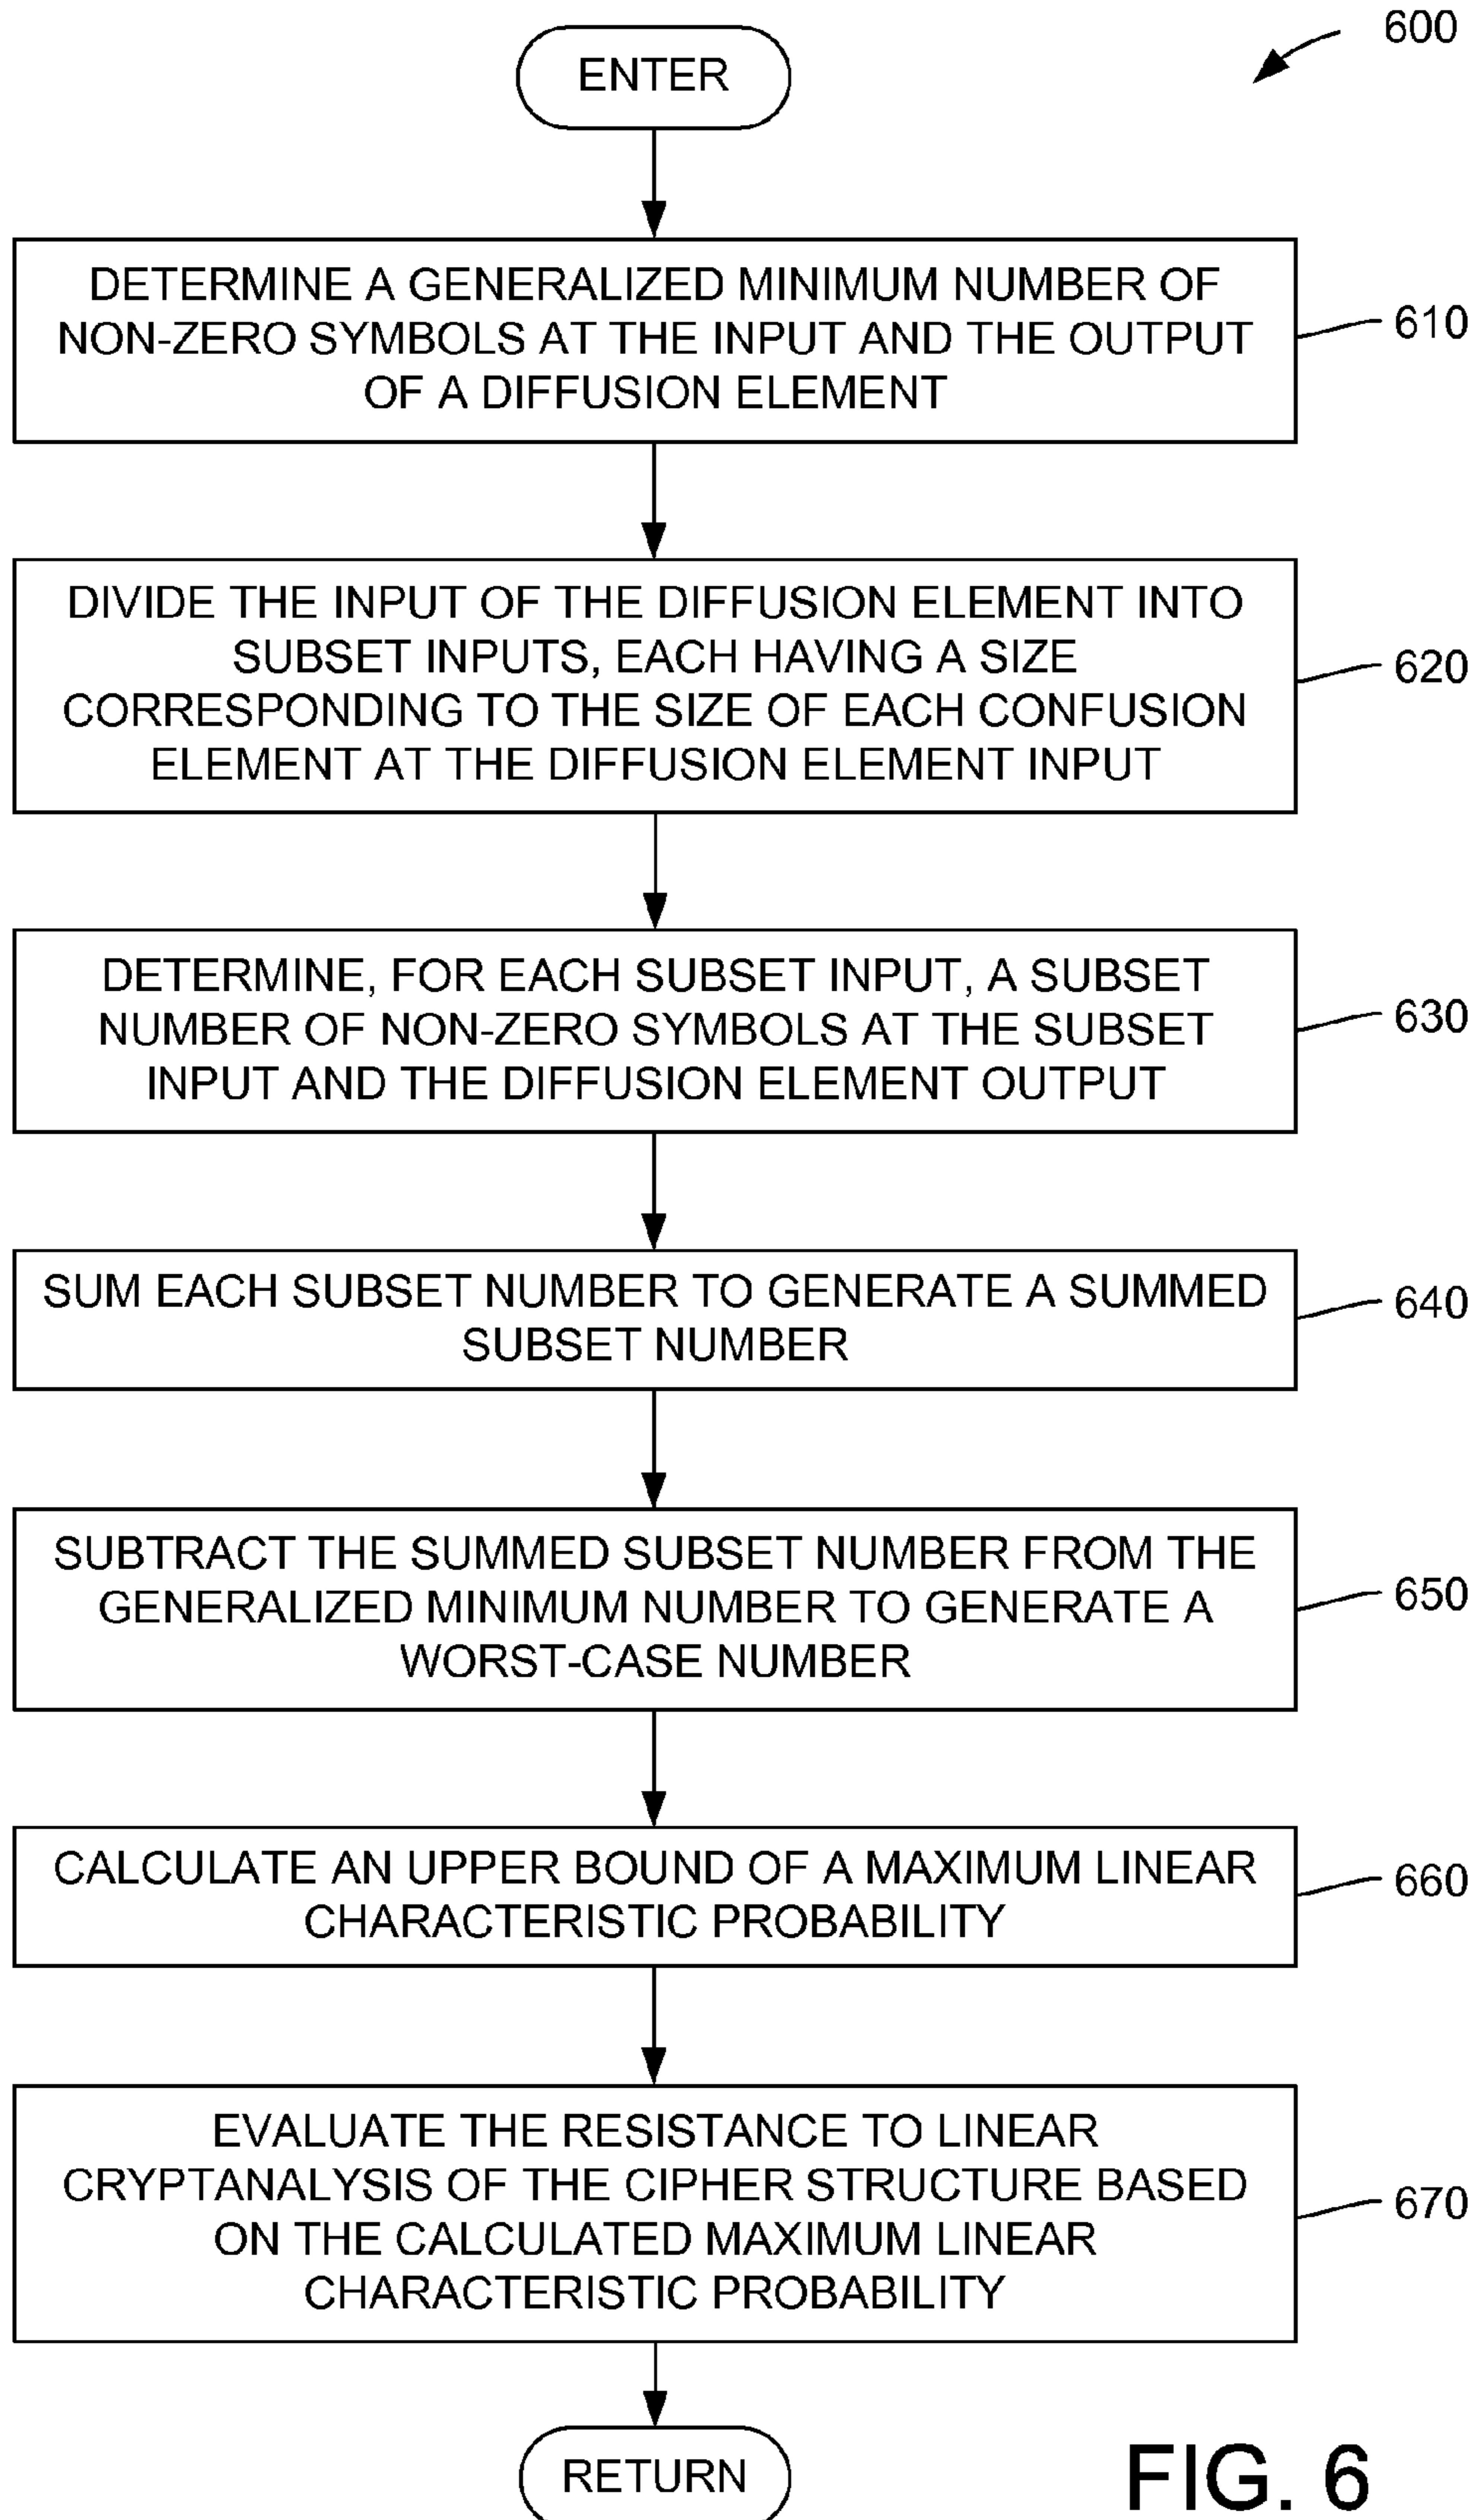 600
ENTER
DETERMINE A GENERALIZED MINIMUM NUMBER OF
NON-ZERO SYMBOLS AT THE INPUT AND THE OUTPUT
OF A DIFFUSION ELEMENT
610
DIVIDE THE INPUT OF THE DIFFUSION ELEMENT INTO
SUBSET INPUTS, EACH HAVING A SIZE
CORRESPONDING TO THE SIZE OF EACH CONFUSION
ELEMENT AT THE DIFFUSION ELEMENT INPUT
620
DETERMINE, FOR EACH SUBSET INPUT, A SUBSET
NUMBER OF NON-ZERO SYMBOLS AT THE SUBSET
INPUT AND THE DIFFUSION ELEMENT OUTPUT
630
SUM EACH SUBSET NUMBER TO GENERATE A SUMMED
SUBSET NUMBER
640
SUBTRACT THE SUMMED SUBSET NUMBER FROM THE
GENERALIZED MINIMUM NUMBER TO GENERATE A
WORST-CASE NUMBER
650
CALCULATE AN UPPER BOUND OF A MAXIMUM LINEAR
CHARACTERISTIC PROBABILITY
660
EVALUATE THE RESISTANCE TO LINEAR
CRYPTANALYSIS OF THE CIPHER STRUCTURE BASED
ON THE CALCULATED MAXIMUM LINEAR
CHARACTERISTIC PROBABILITY
670
RETURN
FIG. 6